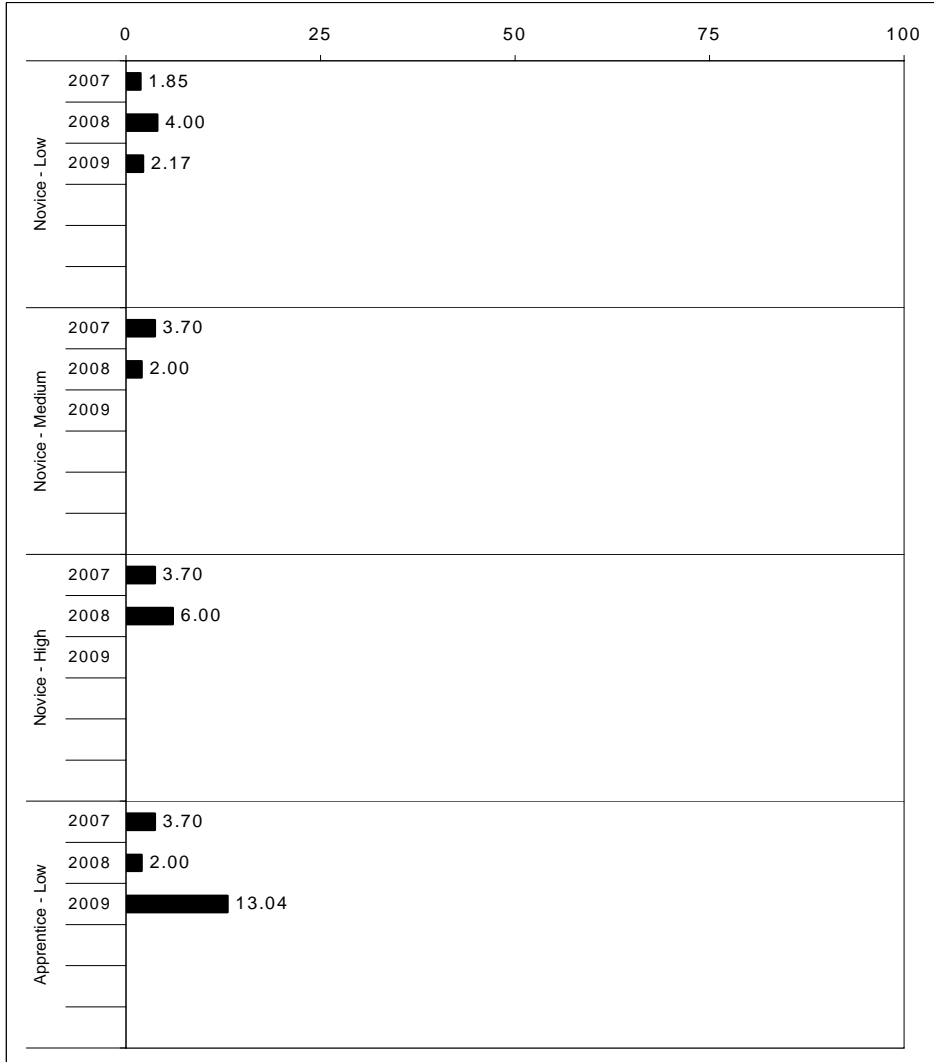 0 25 50 75 100
Novice - Low
2007 1.85
2008 4.00
2009 2.17
Novice - Medium
2007 3.70
2008 2.00
2009
Novice - High
2007 3.70
2008 6.00
2009
Apprentice - Low
2007 3.70
2008 2.00
2009 13.04